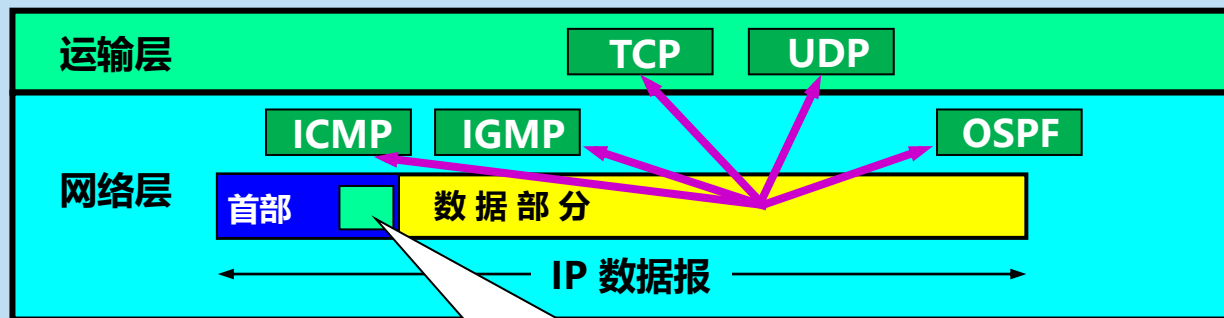 运输层
TCP
UDP
ICMP
IGMP
OSPF
网络层
首部
数据部分
IP 数据报